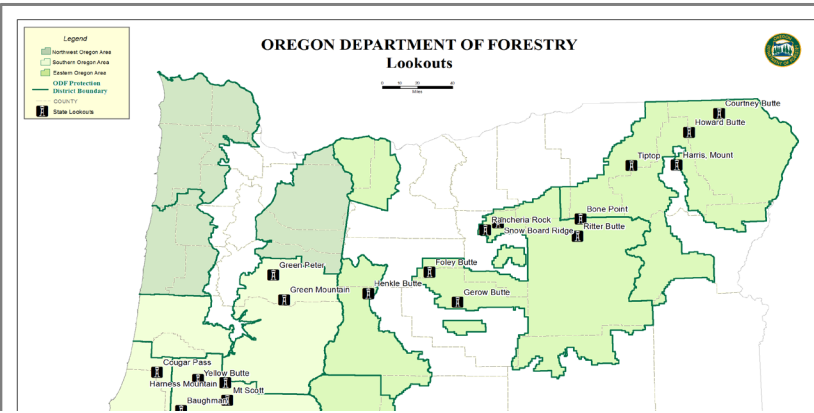 OREGON DEPARTMENT OF FORESTRY
Lookouts
Legend
Northwest Oregon Area
Southern Oregon Area
Eastern Oregon Area
ODF Protection
District Boundary
COUNTY
State Lookouts
Miles
Courtney Butte
Howard Butte
Tiptop
Harris, Mount
Bone Point
Rancheria Rock
Snow Board Ridge
Ritter Butte
Foley Butte
Green Peter
Henkle Butte
Green Mountain
Gerow Butte
Cougar Pass
Yellow Butte
Harness Mountain
Mt Scott
Baughman